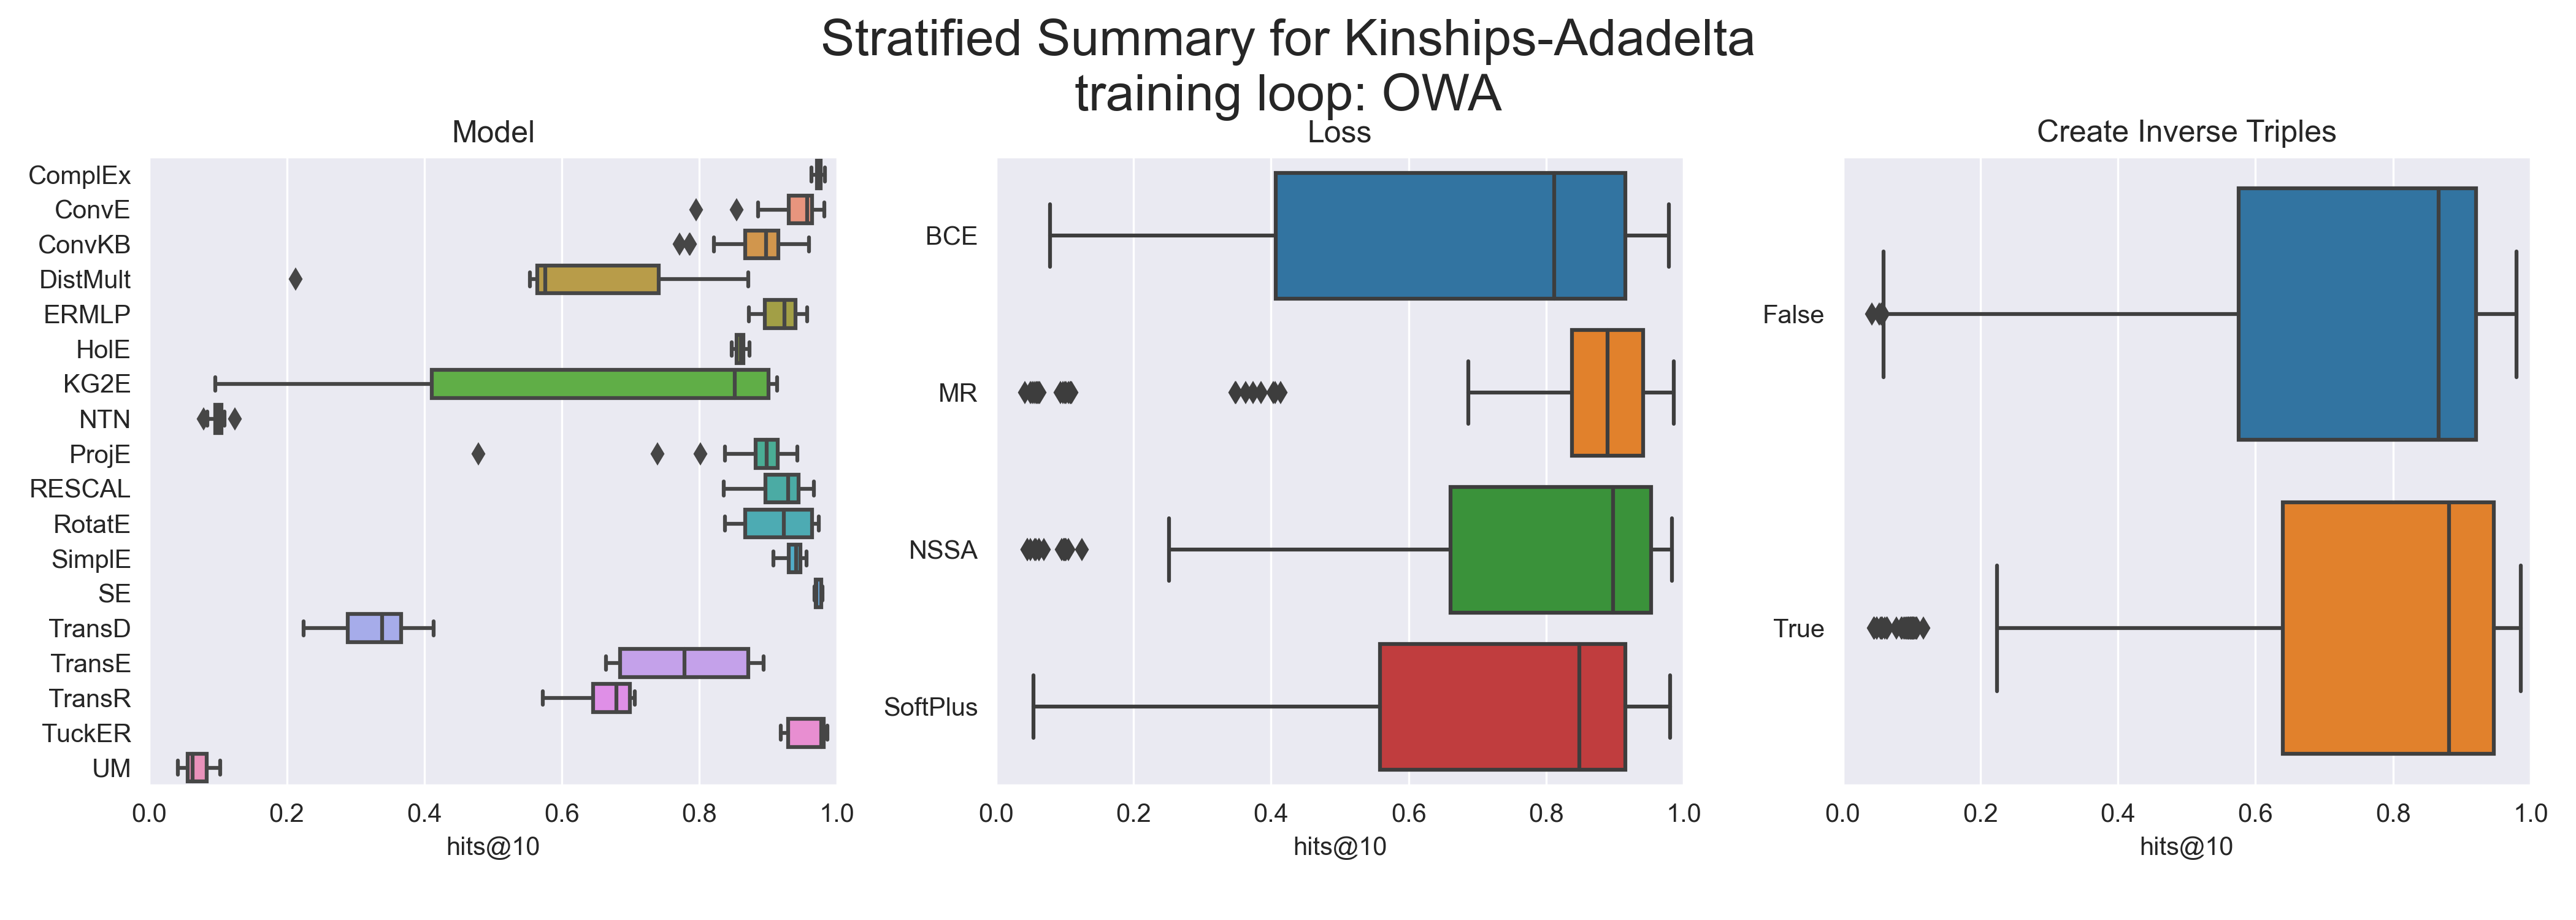 Stratified Summary for Kinships-Adadelta
training loop: OWA
Model
ComplEx
ConvE
ConvKB
DistMult
ERMLP
HolE
KG2E
NTN
ProjE
RESCAL
RotatE
SimplE
SE
TransD
TransE
TransR
TuckER
UM
0.0 0.2 0.4 0.6 0.8 1.0
hits@10
Loss
BCE
MR
NSSA
SoftPlus
0.0 0.2 0.4 0.6 0.8 1.0
hits@10
Create Inverse Triples
False
True
0.0 0.2 0.4 0.6 0.8 1.0
hits@10